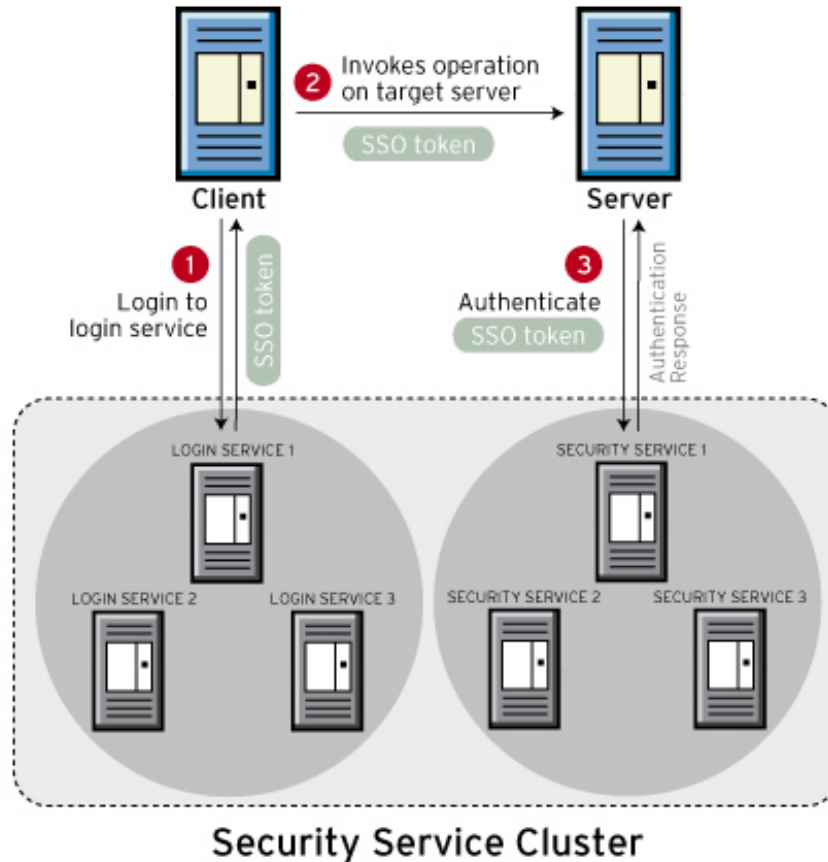 2
Invokes operation
on target server
SSO token
Client
Server
1
Login to
login service
SSO token
3
Authenticate
SSO token
Authentication
Response
LOGIN SERVICE 1
LOGIN SERVICE 2
LOGIN SERVICE 3
SECURITY SERVICE 1
SECURITY SERVICE 2
SECURITY SERVICE 3
Security Service Cluster